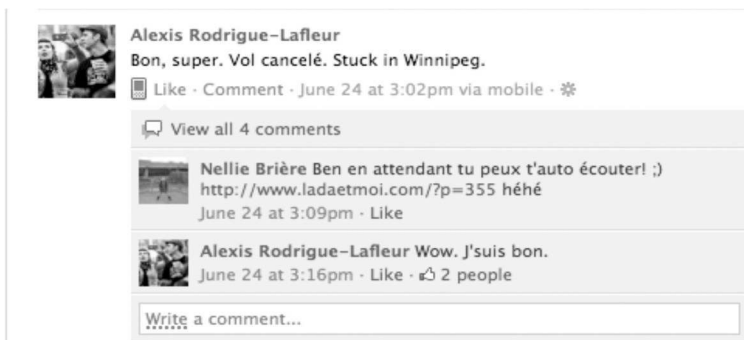 Alexis Rodrigue-Lafleur
Bon, super. Vol cancelé. Stuck in Winnipeg.
Like · Comment · June 24 at 3:02pm via mobile ·
View all 4 comments
Nellie Brière Ben en attendant tu peux t'auto écouter! ;)
http://www.ladaetmoi.com/?p=355 héhé
June 24 at 3:09pm · Like
Alexis Rodrigue-Lafleur Wow. J'suis bon.
June 24 at 3:16pm · Like · 2 people
Write a comment...